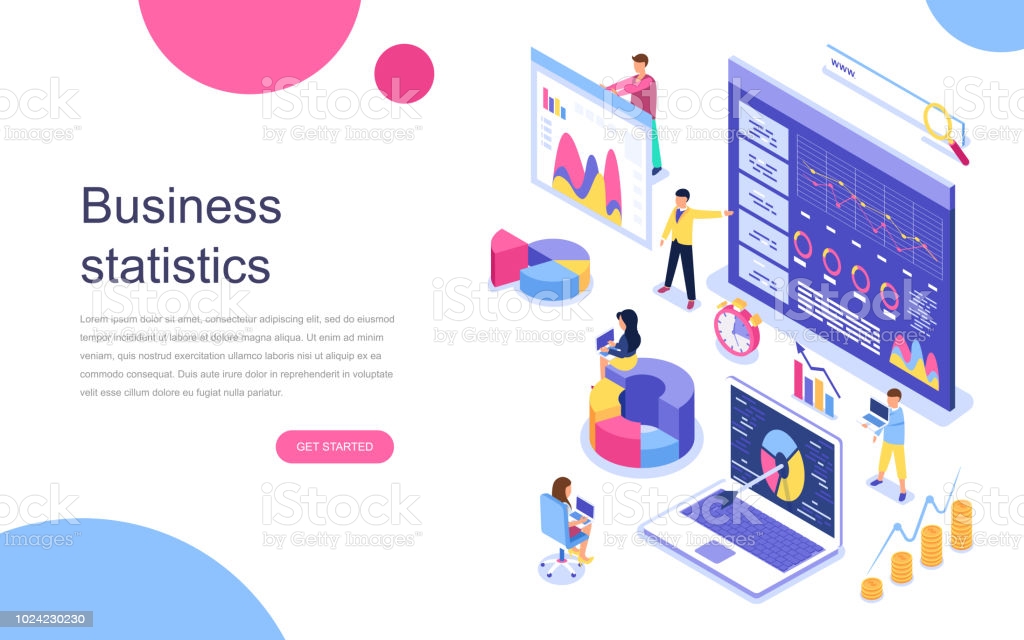 Business
statistics
Lorem ipsum dolor sit amet, consectetur adipiscing elit, sed do eiusmod
tempor incididunt ut labore et dolore magna aliqua. Ut enim ad minim
veniam, quis nostrud exercitation ullamco laboris nisi ut aliquip ex ea
commodo consequat. Duis aute irure dolor in reprehenderit in voluptate
velit esse cillum dolore eu fugiat nulla pariatur.
GET STARTED
www.
iStock
by Getty Images™
1024230230